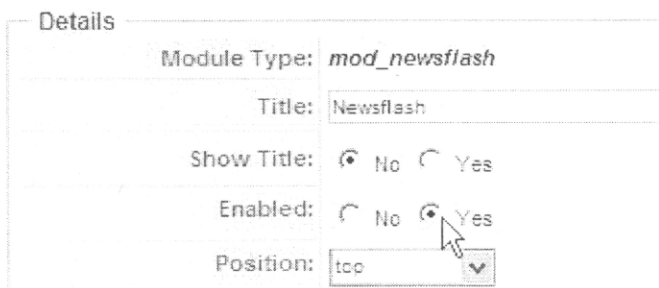 Details
Module Type: mod_newsflash
Title: Newsflash
Show Title: No Yes
Enabled: No Yes
Position: top